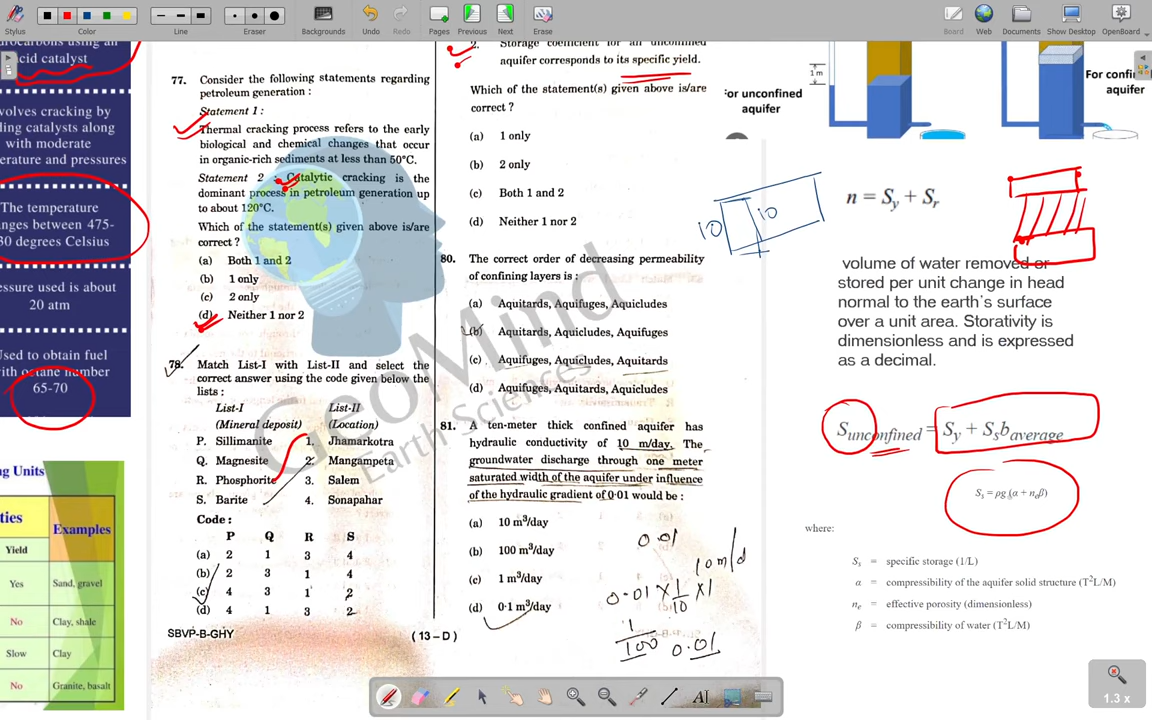 Stylus
Color
Line
Eraser
Backgrounds
Undo
Redo
Pages
Previous
Next
Erase
Board
Web
Documents
Show Desktop
OpenBoard
using an
acid catalyst
volves cracking by
catalysts along
with moderate
erature and pressures
The temperature
nges between 475-
30 degrees Celsius
essure used is about
20 atm
Used to obtain fuel
with octane number
65-70
ng Units
ties
Examples
Yield
Yes
Sand, gravel
No
Clay, shale
Slow
Clay
No
Granite, basalt
77. Consider the following statements regarding
petroleum generation :
Statement 1 :
Thermal cracking process refers to the early
biological and chemical changes that occur
in organic-rich sediments at less than 50°C.
Statement 2 : Catalytic cracking is the
dominant process in petroleum generation up
to about 120°C.
Which of the statement(s) given above is/are
correct ?
(a) Both 1 and 2
(b) 1 only
(c) 2 only
(d) Neither 1 nor 2
78. Match List-I with List-II and select the
correct answer using the code given below the
lists :
List-I List-II
(Mineral deposit) (Location)
P. Sillimanite 1. Jhamarkotra
Q. Magnesite 2. Mangampeta
R. Phosphorite 3. Salem
S. Barite 4. Sonapahar
Code :
P Q R S
(a) 2 1 3 4
(b) 2 3 1 4
(c) 4 3 1 2
(d) 4 1 3 2
SBVP-B-GHY
( 13 – D )
2. Storage coefficient for an unconfined
aquifer corresponds to its specific yield.
Which of the statement(s) given above is/are
correct ?
(a) 1 only
(b) 2 only
(c) Both 1 and 2
(d) Neither 1 nor 2
80. The correct order of decreasing permeability
of confining layers is :
(a) Aquitards, Aquifuges, Aquicludes
(b) Aquitards, Aquicludes, Aquifuges
(c) Aquifuges, Aquicludes, Aquitards
(d) Aquifuges, Aquitards, Aquicludes
81. A ten-meter thick confined aquifer has
hydraulic conductivity of 10 m/day. The
groundwater discharge through one meter
saturated width of the aquifer under influence
of the hydraulic gradient of 0·01 would be :
(a) 10 m³/day
(b) 100 m³/day
(c) 1 m³/day
(d) 0·1 m³/day
0.01
10 m/d
0.01 × 1/10 × 1
1/100 0.01
GeoMind
Earth Sciences
10
10
1 m
For unconfined
aquifer
For confi
aquifer
n = Sy + Sr
volume of water removed or
stored per unit change in head
normal to the earth's surface
over a unit area. Storativity is
dimensionless and is expressed
as a decimal.
Sunconfined = Sy + Ssbaverage
Ss = ρg (α + neβ)
where:
Ss = specific storage (1/L)
α = compressibility of the aquifer solid structure (T²L/M)
ne = effective porosity (dimensionless)
β = compressibility of water (T²L/M)
1.3 x